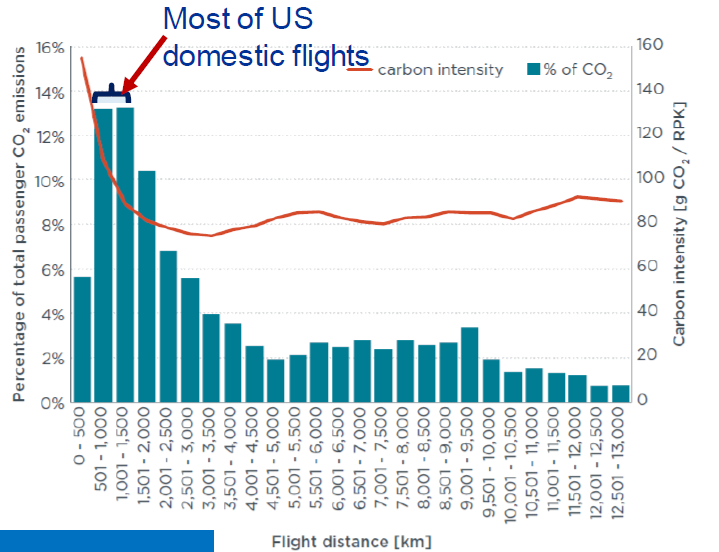 Most of US
domestic flights
carbon intensity
% of CO₂
Percentage of total passenger CO₂ emissions
16%
14%
12%
10%
8%
6%
4%
2%
0%
160
140
120
100
80
60
40
20
0
Carbon intensity [g CO₂ / RPK]
0 - 500
501 - 1,000
1,001 - 1,500
1,501 - 2,000
2,001 - 2,500
2,501 - 3,000
3,001 - 3,500
3,501 - 4,000
4,001 - 4,500
4,501 - 5,000
5,001 - 5,500
5,001 - 6,000
6,001 - 6,500
6,501 - 7,000
7,001 - 7,500
7,501 - 8,000
8,001 - 8,500
8,501 - 9,000
9,001 - 9,500
9,501 - 10,000
10,001 - 10,500
10,501 - 11,000
11,001 - 11,500
11,501 - 12,000
12,001 - 12,500
12,501 - 13,000
Flight distance [km]